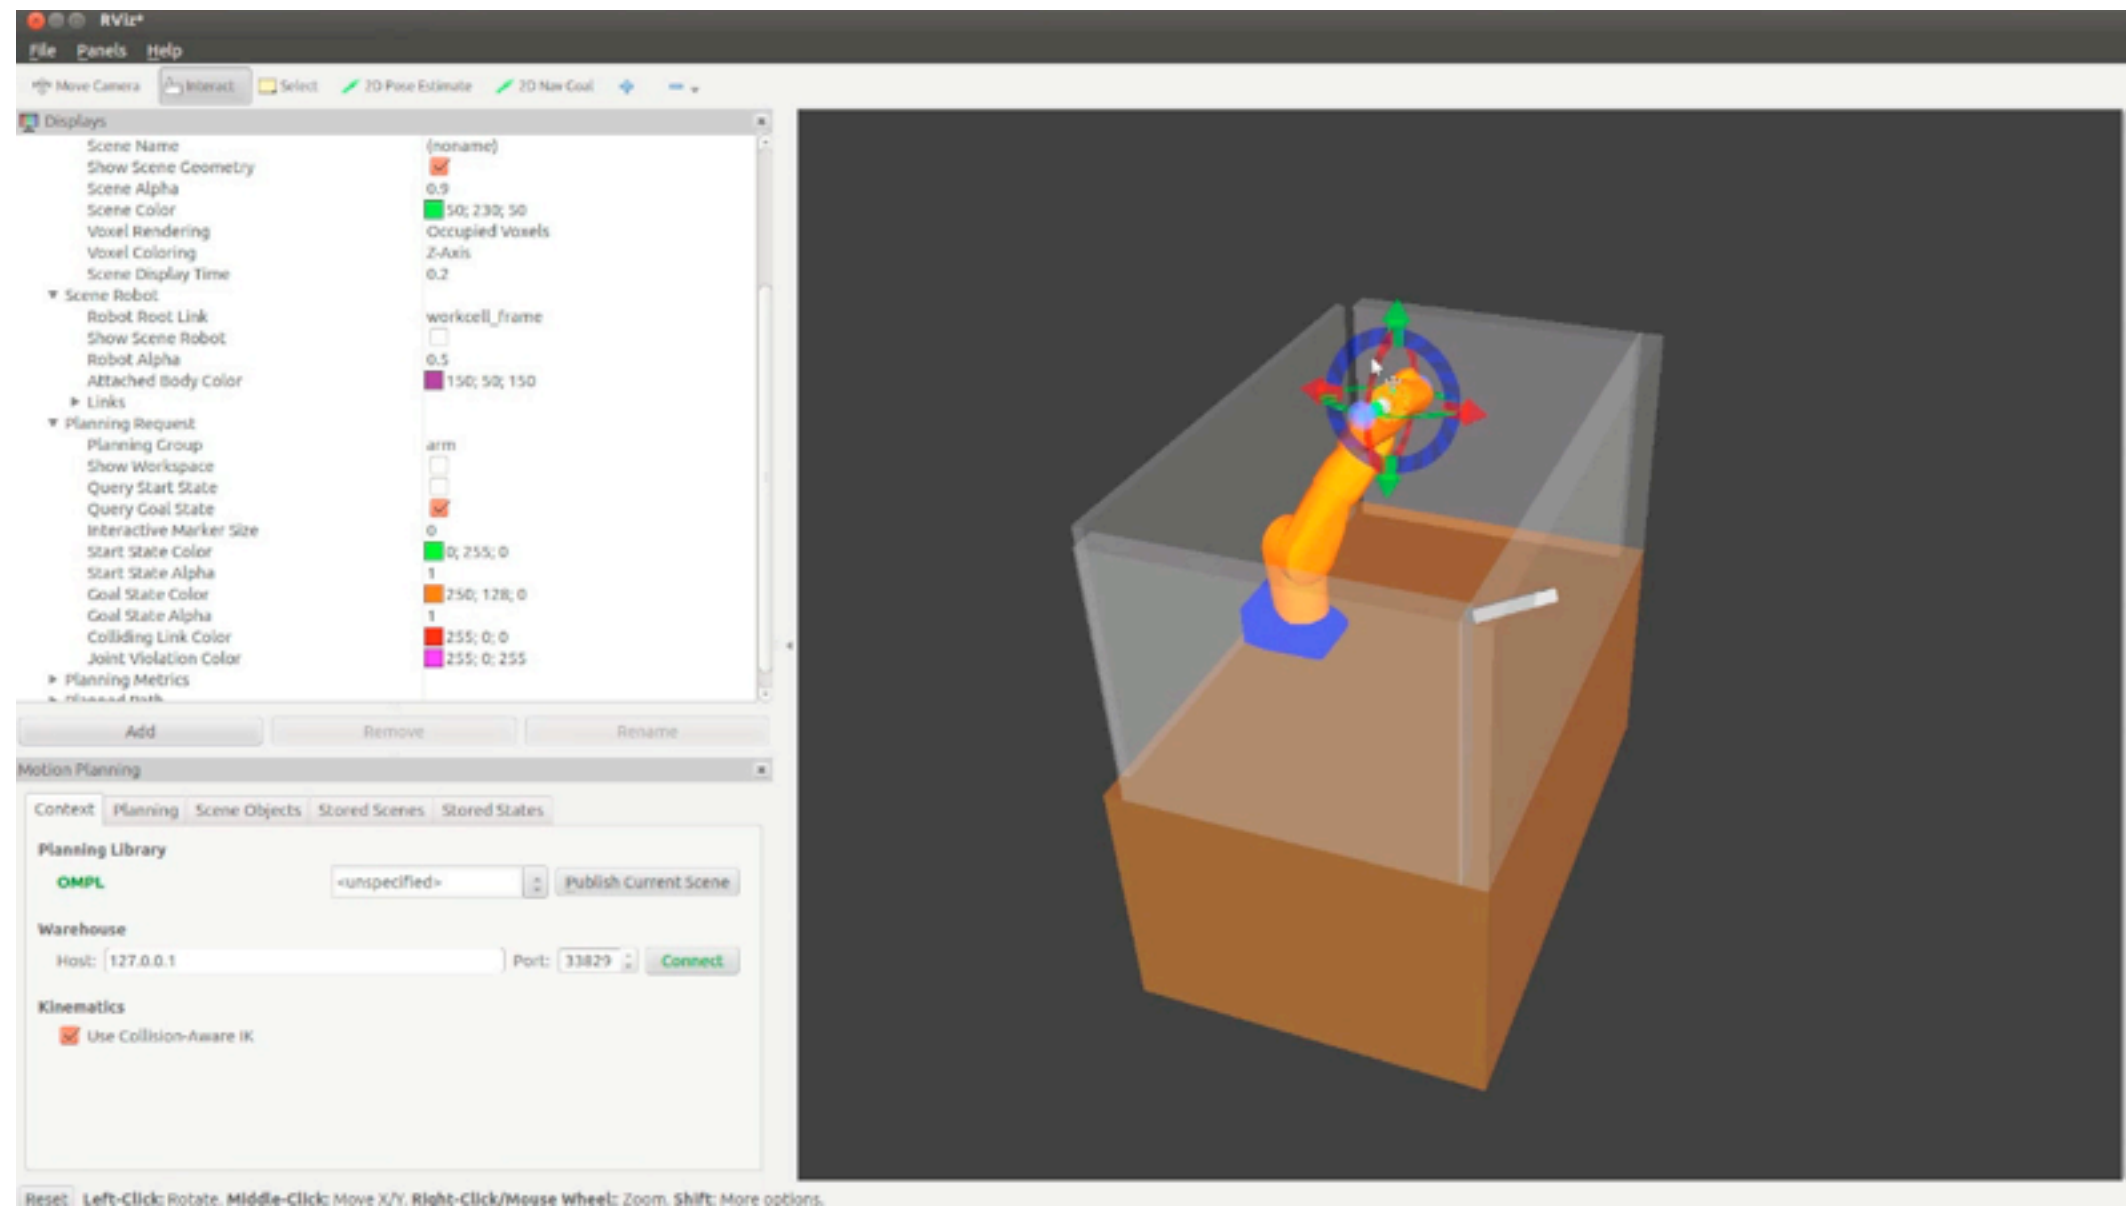 RViz*
File Panels Help
Move Camera Interact Select 2D Pose Estimate 2D Nav Goal
Displays
Scene Name (noname)
Show Scene Geometry
Scene Alpha 0.9
Scene Color 50; 230; 50
Voxel Rendering Occupied Voxels
Voxel Coloring Z-Axis
Scene Display Time 0.2
Scene Robot
Robot Root Link workcell_frame
Show Scene Robot
Robot Alpha 0.5
Attached Body Color 150; 50; 150
Links
Planning Request
Planning Group arm
Show Workspace
Query Start State
Query Goal State
Interactive Marker Size 0
Start State Color 0; 255; 0
Start State Alpha 1
Goal State Color 250; 128; 0
Goal State Alpha 1
Colliding Link Color 255; 0; 0
Joint Violation Color 255; 0; 255
Planning Metrics
Planned Path
Add Remove Rename
Motion Planning
Context Planning Scene Objects Stored Scenes Stored States
Planning Library
OMPL <unspecified> Publish Current Scene
Warehouse
Host: 127.0.0.1 Port: 33829 Connect
Kinematics
Use Collision-Aware IK
Reset Left-Click: Rotate. Middle-Click: Move X/Y. Right-Click/Mouse Wheel: Zoom. Shift: More options.